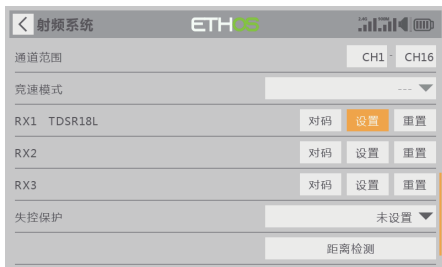 射频系统 ETHOS
通道范围 CH1 - CH16
竞速模式 ---
RX1 TDSR18L 对码 设置 重置
RX2 对码 设置 重置
RX3 对码 设置 重置
失控保护 未设置
距离检测